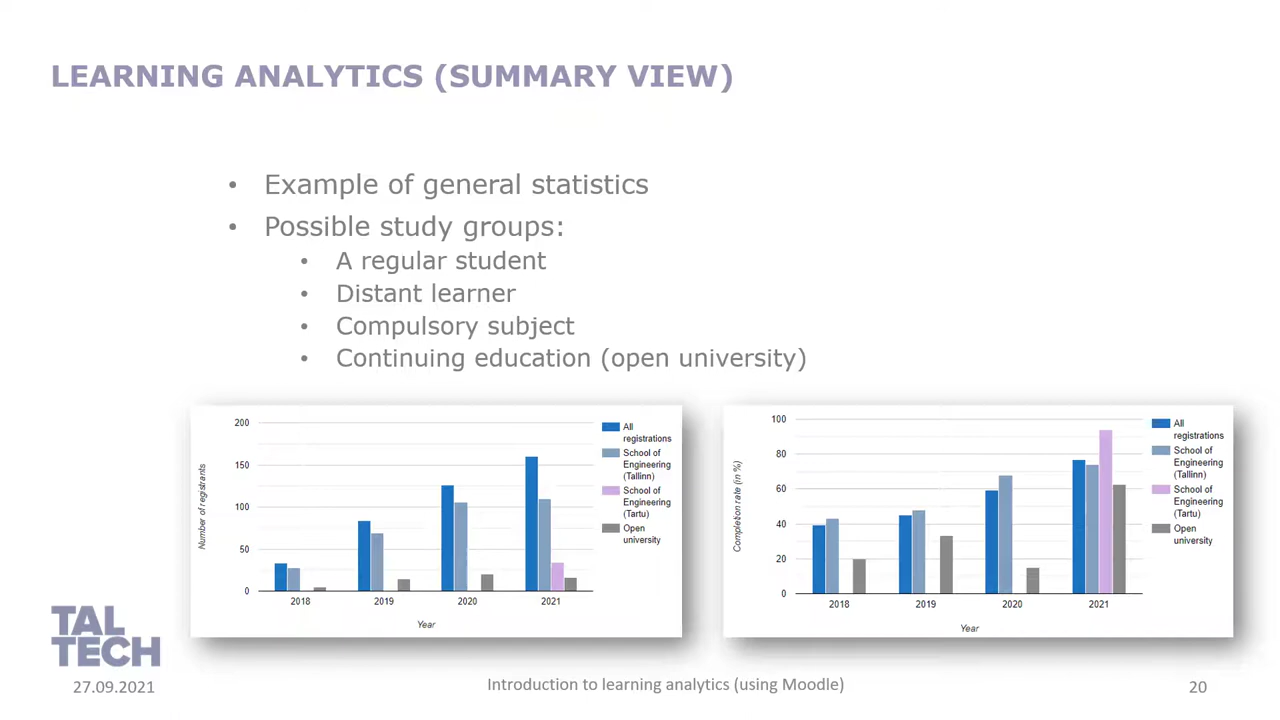 LEARNING ANALYTICS (SUMMARY VIEW)
• Example of general statistics
• Possible study groups:
• A regular student
• Distant learner
• Compulsory subject
• Continuing education (open university)
200
150
100
50
0
Number of registrants
2018 2019 2020 2021
Year
All
registrations
School of
Engineering
(Tallinn)
School of
Engineering
(Tartu)
Open
university
100
80
60
40
20
0
Completion rate (in %)
2018 2019 2020 2021
Year
All
registrations
School of
Engineering
(Tallinn)
School of
Engineering
(Tartu)
Open
university
TAL
TECH
27.09.2021
Introduction to learning analytics (using Moodle)
20